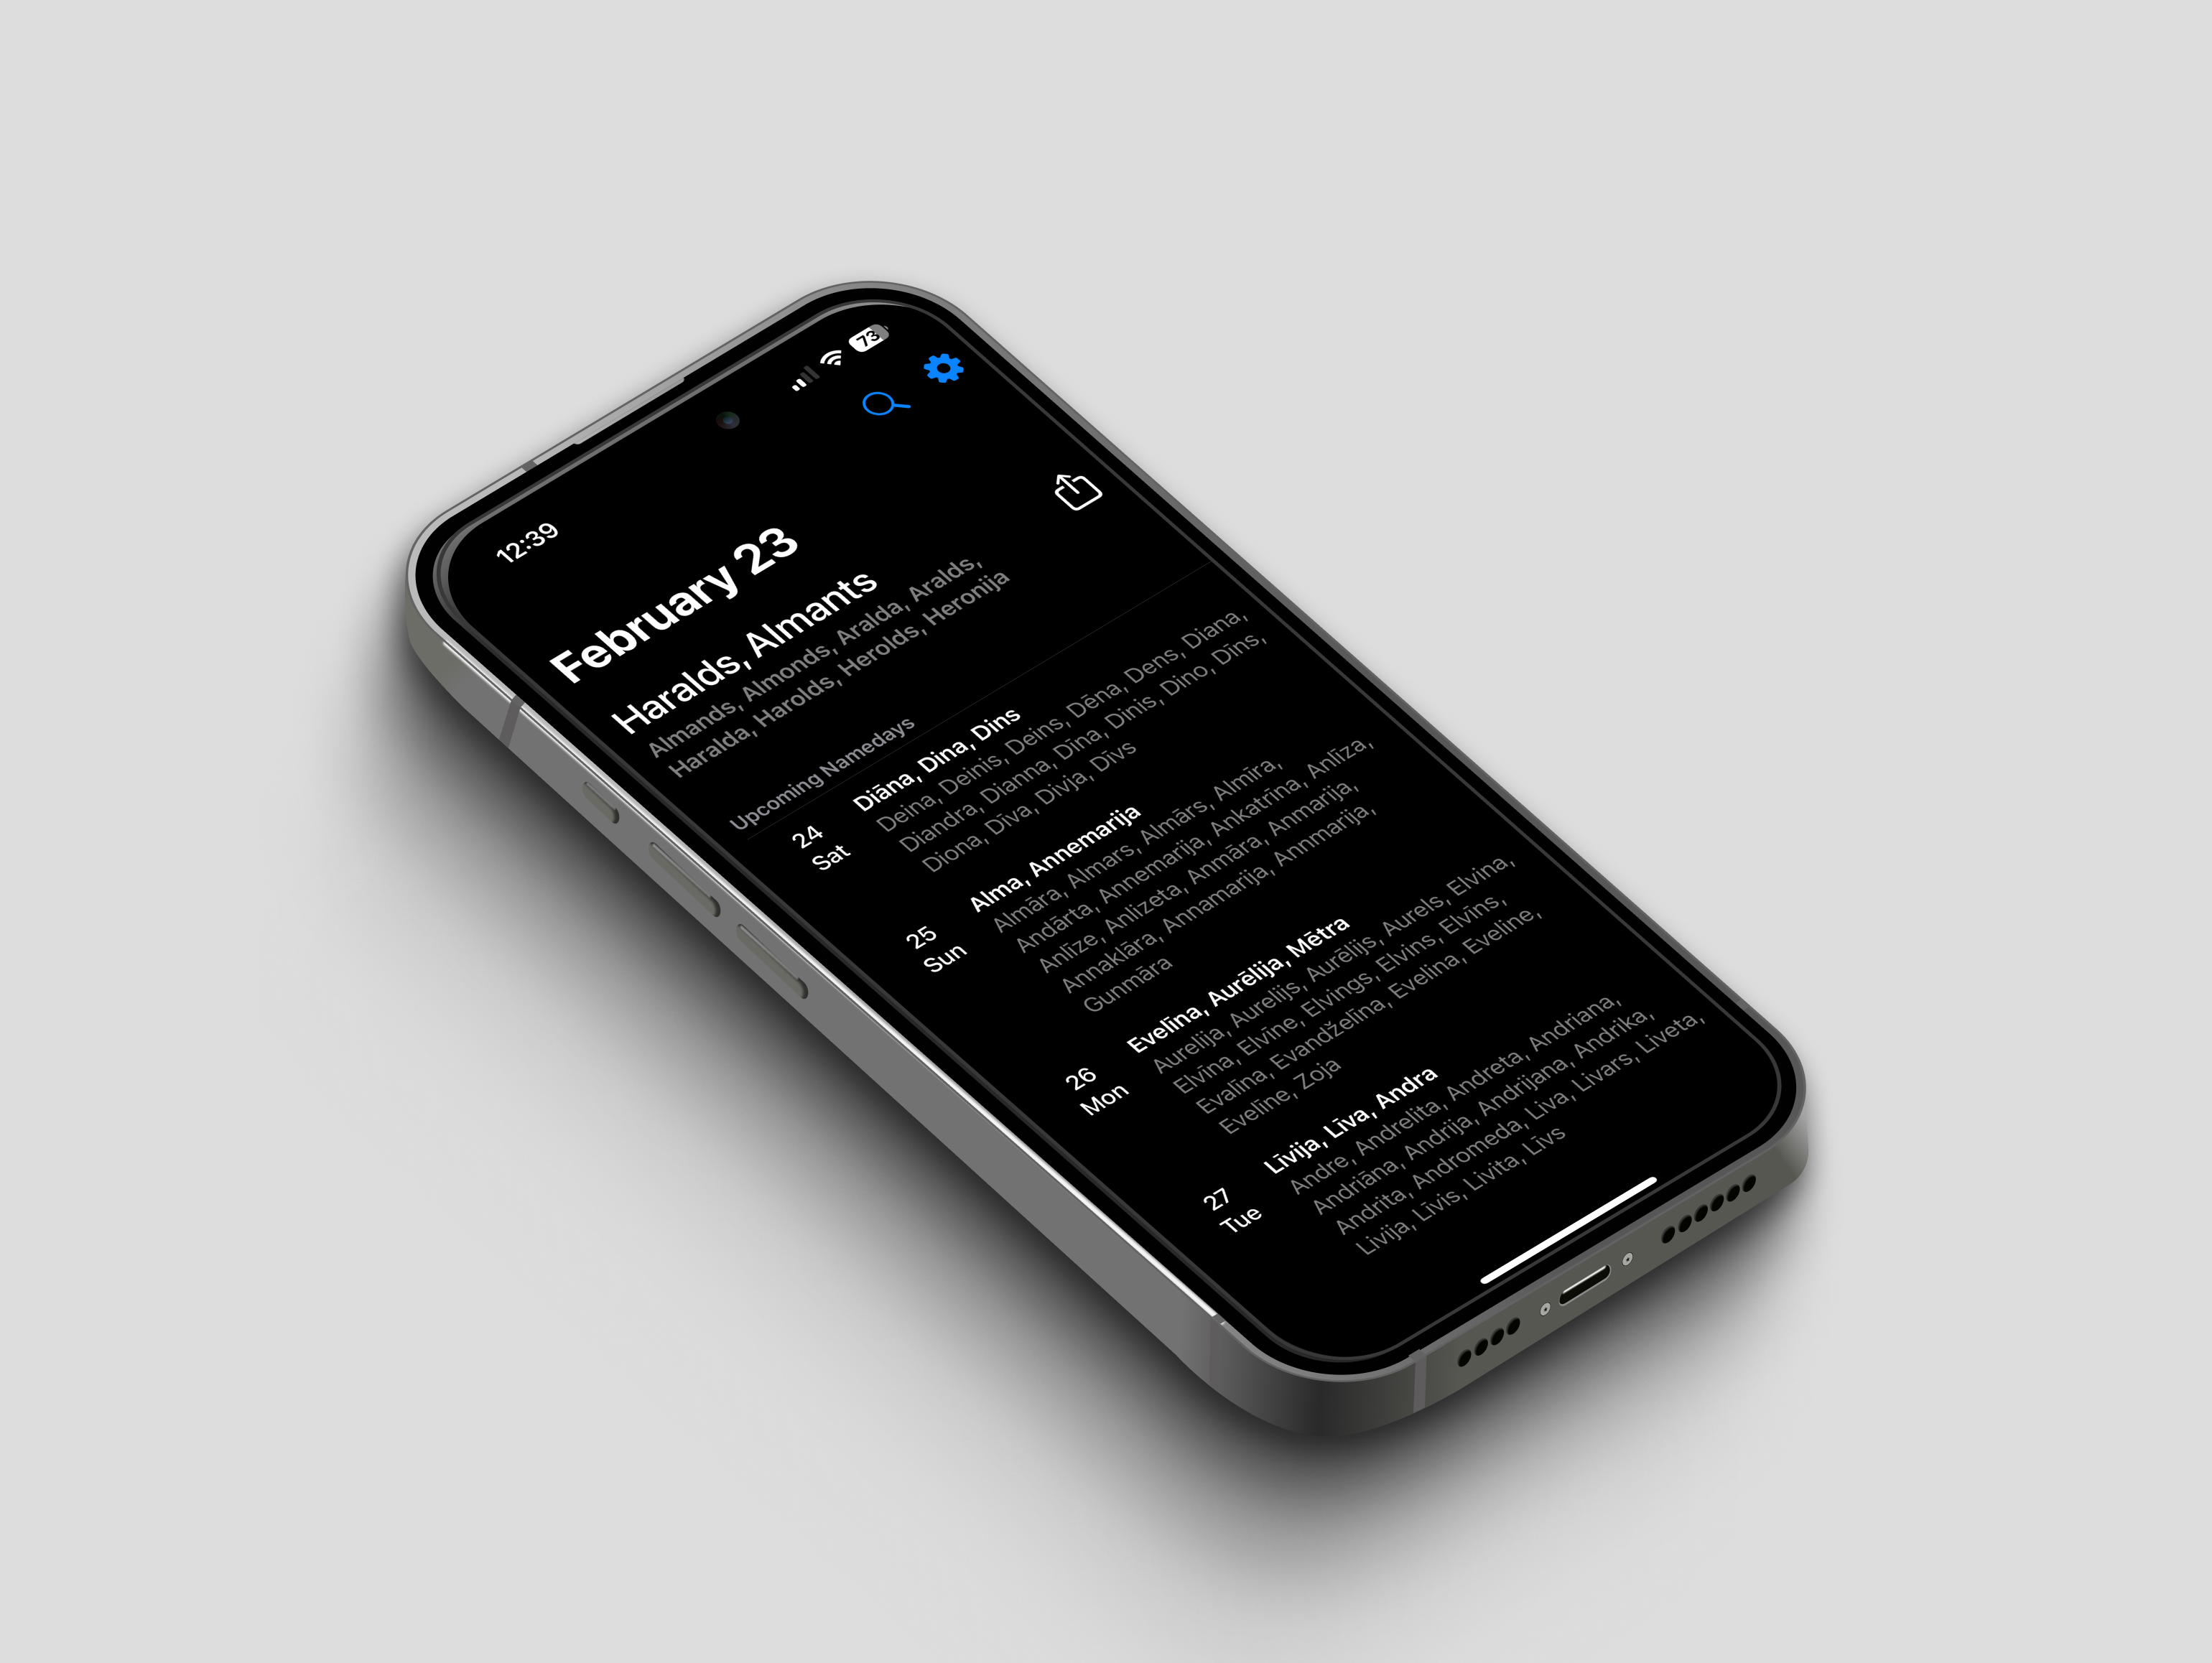 12:39
73
February 23
Haralds, Almants
Almands, Almonds, Aralda, Aralds,
Haralda, Harolds, Herolds, Heronija
Upcoming Namedays
24
Sat
Diāna, Dina, Dins
Deina, Deinis, Deins, Dēna, Dens, Diana,
Diandra, Dianna, Dīna, Dinis, Dino, Dīns,
Diona, Dīva, Divja, Dīvs
25
Sun
Alma, Annemarija
Almāra, Almars, Almārs, Almīra,
Andārta, Annemarija, Ankatrīna, Anlīza,
Anlīze, Anlizeta, Anmāra, Anmarija,
Annaklāra, Annamarija, Annmarija,
Gunmāra
26
Mon
Evelīna, Aurēlija, Mētra
Aurelija, Aurelijs, Aurēlijs, Aurels, Elvina,
Elvīna, Elvīne, Elvings, Elvins, Elvīns,
Evalīna, Evandželīna, Evelina, Eveline,
Evelīne, Zoja
27
Tue
Līvija, Līva, Andra
Andre, Andrelita, Andreta, Andriana,
Andriāna, Andrija, Andrijana, Andrika,
Andrita, Andromeda, Liva, Livars, Liveta,
Livija, Līvis, Livita, Līvs